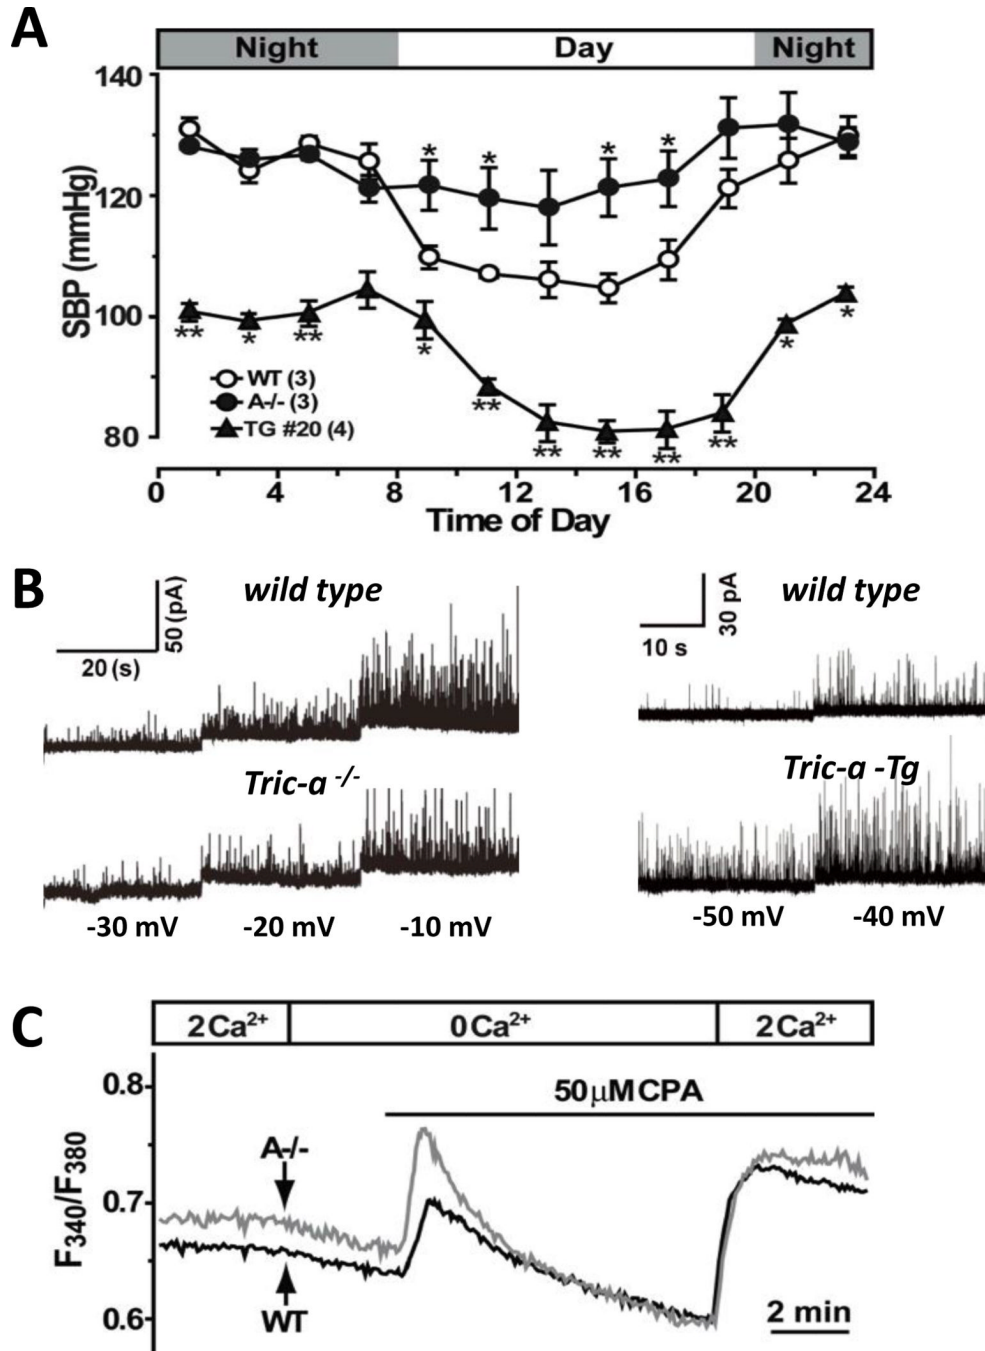 A
Night Day Night
140
120
100
80
SBP (mmHg)
* * * *
** * ** * ** ** ** ** ** * *
WT (3)
A-/- (3)
TG #20 (4)
0 4 8 12 16 20 24
Time of Day
B
wild type
50 (pA)
20 (s)
Tric-a -/-
-30 mV -20 mV -10 mV
wild type
30 pA
10 s
Tric-a -Tg
-50 mV -40 mV
C
2Ca²⁺ 0Ca²⁺ 2Ca²⁺
50µMCPA
0.8
0.7
0.6
F340/F380
A-/-
WT
2 min